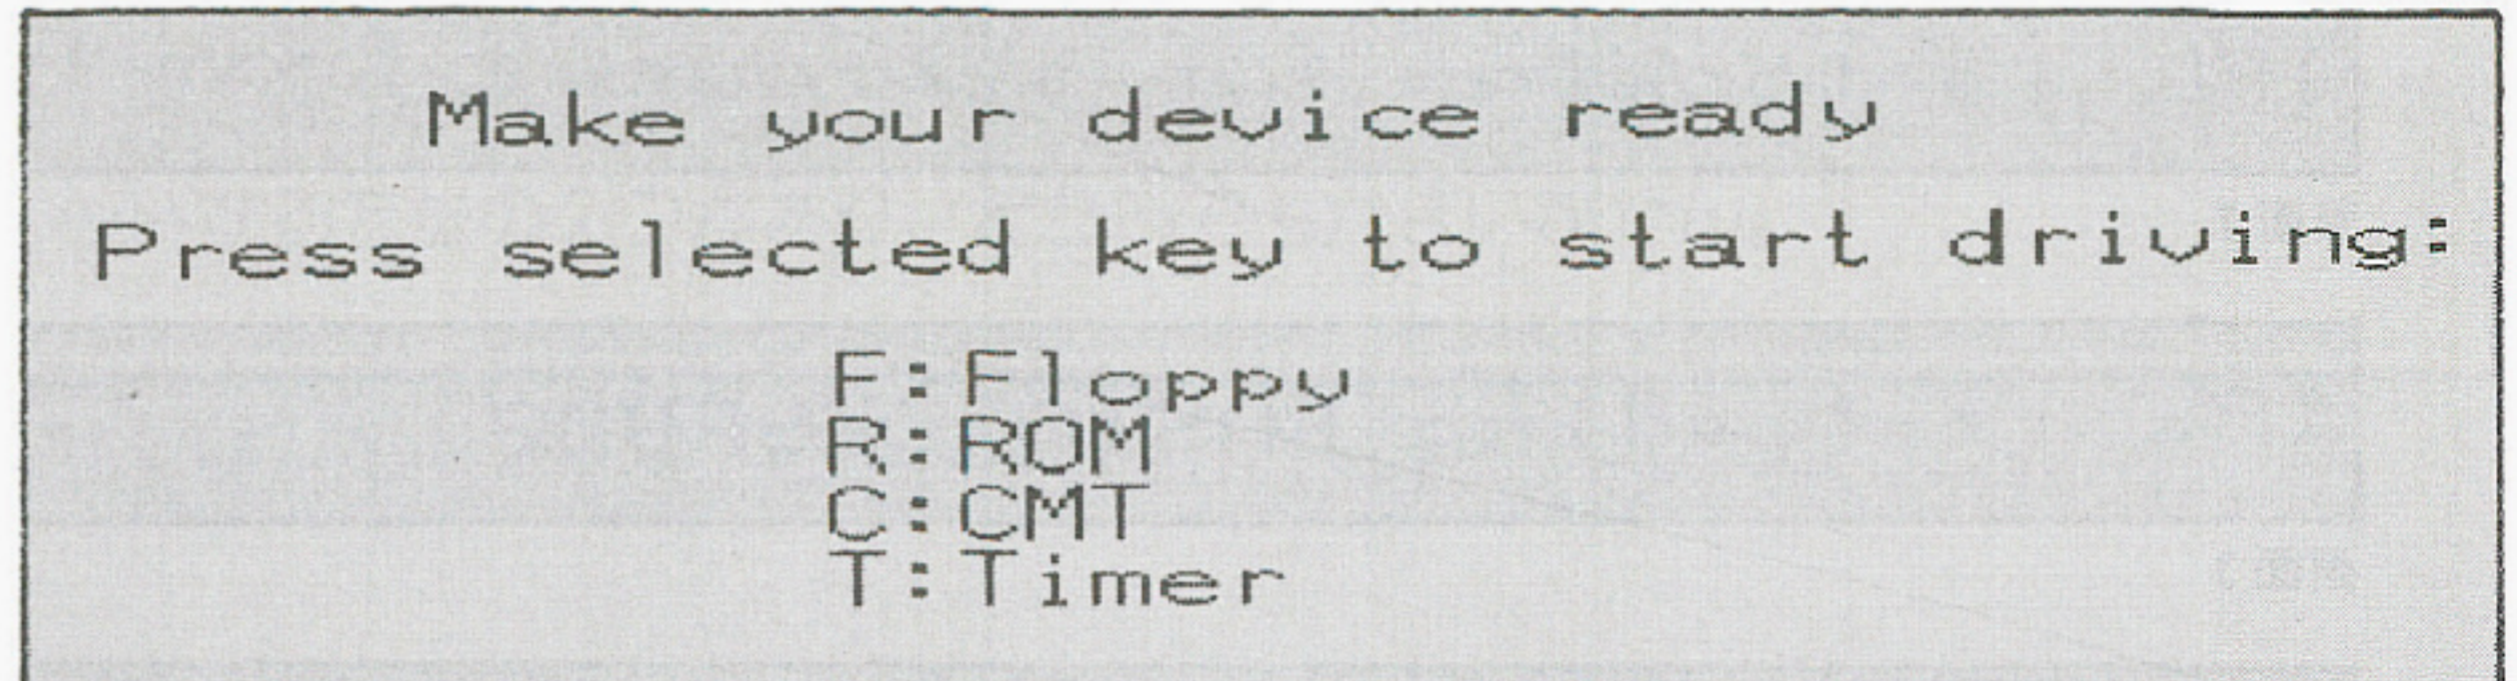 Make your device ready
Press selected key to start driving:
F:Floppy
R:ROM
C:CMT
T:Timer